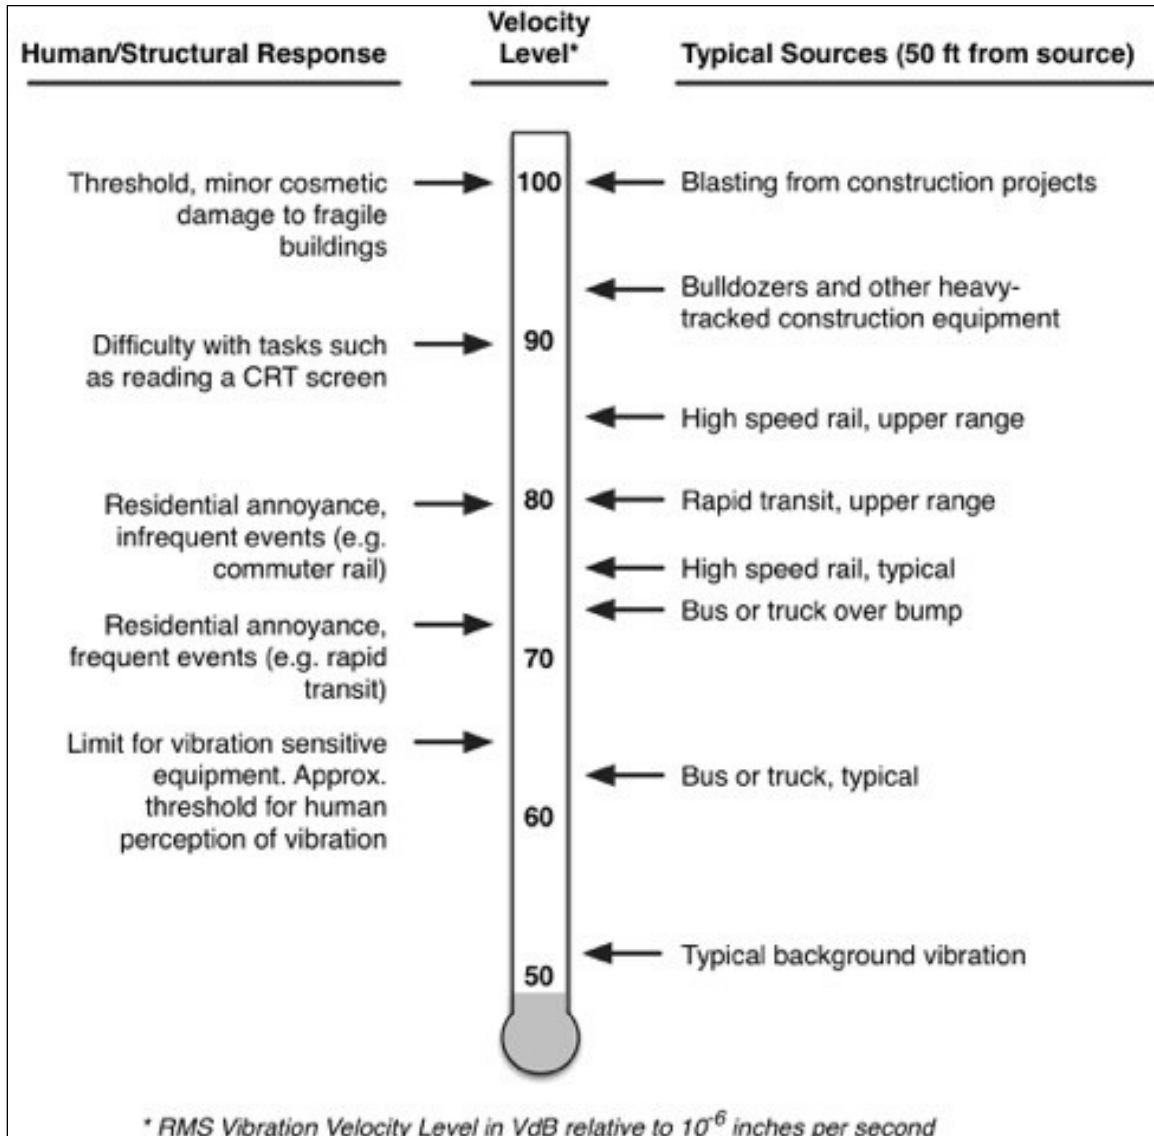 Human/Structural Response
Velocity
Level*
Typical Sources (50 ft from source)
Threshold, minor cosmetic
damage to fragile
buildings
100
Blasting from construction projects
Bulldozers and other heavy-
tracked construction equipment
Difficulty with tasks such
as reading a CRT screen
90
High speed rail, upper range
Residential annoyance,
infrequent events (e.g.
commuter rail)
80
Rapid transit, upper range
High speed rail, typical
Bus or truck over bump
Residential annoyance,
frequent events (e.g. rapid
transit)
70
Limit for vibration sensitive
equipment. Approx.
threshold for human
perception of vibration
Bus or truck, typical
60
Typical background vibration
50
* RMS Vibration Velocity Level in VdB relative to 10⁻⁶ inches per second